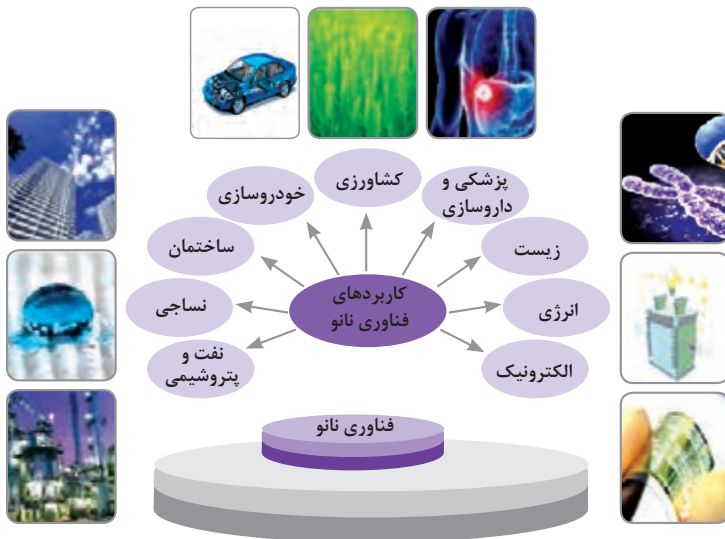 کشاورزی
پزشکی و
داروسازی
خودروسازی
زیست
ساختمان
انرژی
نساجی
کاربردهای
فناوری نانو
الکترونیک
نفت و
پتروشیمی
فناوری نانو